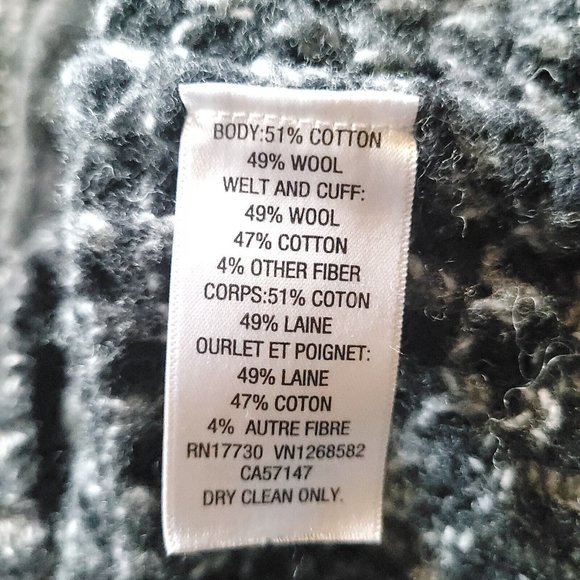 BODY:51% COTTON
49% WOOL
WELT AND CUFF:
49% WOOL
47% COTTON
4% OTHER FIBER
CORPS:51% COTON
49% LAINE
OURLET ET POIGNET:
49% LAINE
47% COTON
4% AUTRE FIBRE
RN17730 VN1268582
CA57147
DRY CLEAN ONLY.